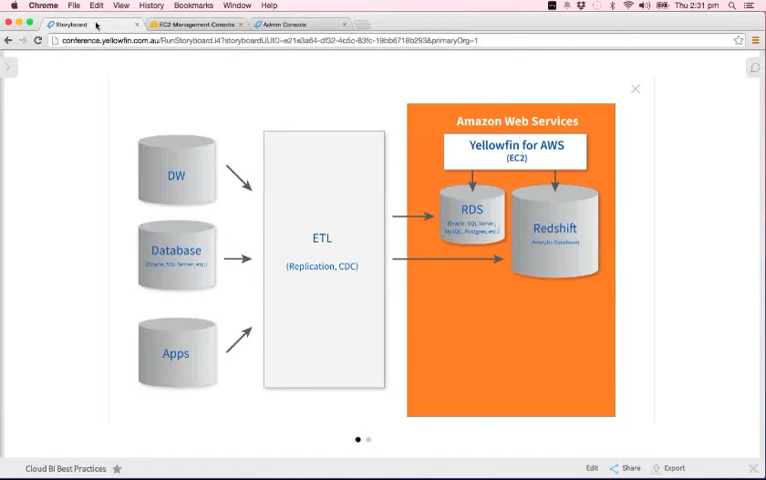 Chrome File Edit View History Bookmarks Window Help
Thu 2:31 pm
Storyboard
EC2 Management Console
Admin Console
conference.yellowfin.com.au/RunStoryboard.i4?storyboardUUID=e21e3a64-df32-4c5c-83fc-19bb6718b293&primaryOrg=1
Amazon Web Services
Yellowfin for AWS
(EC2)
DW
RDS
(Oracle, SQL Server,
MySQL, Postgres, etc.)
Redshift
(Analytic Database)
Database
(Oracle, SQL Server, etc.)
ETL
(Replication, CDC)
Apps
Cloud BI Best Practices
Edit
Share
Export